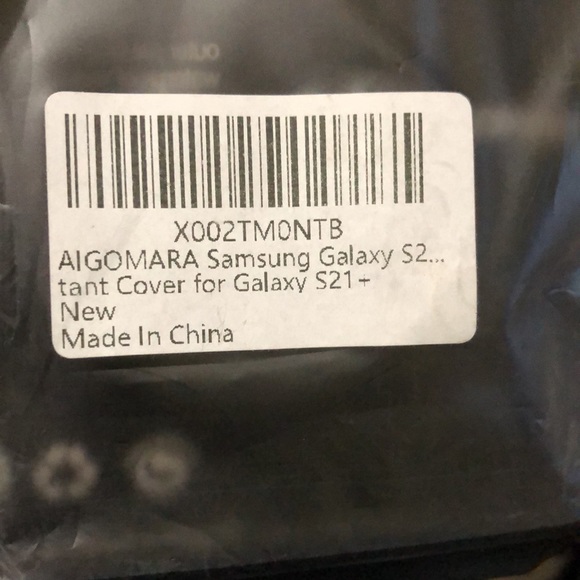 X002TM0NTB
AIGOMARA Samsung Galaxy S2...
tant Cover for Galaxy S21+
New
Made In China